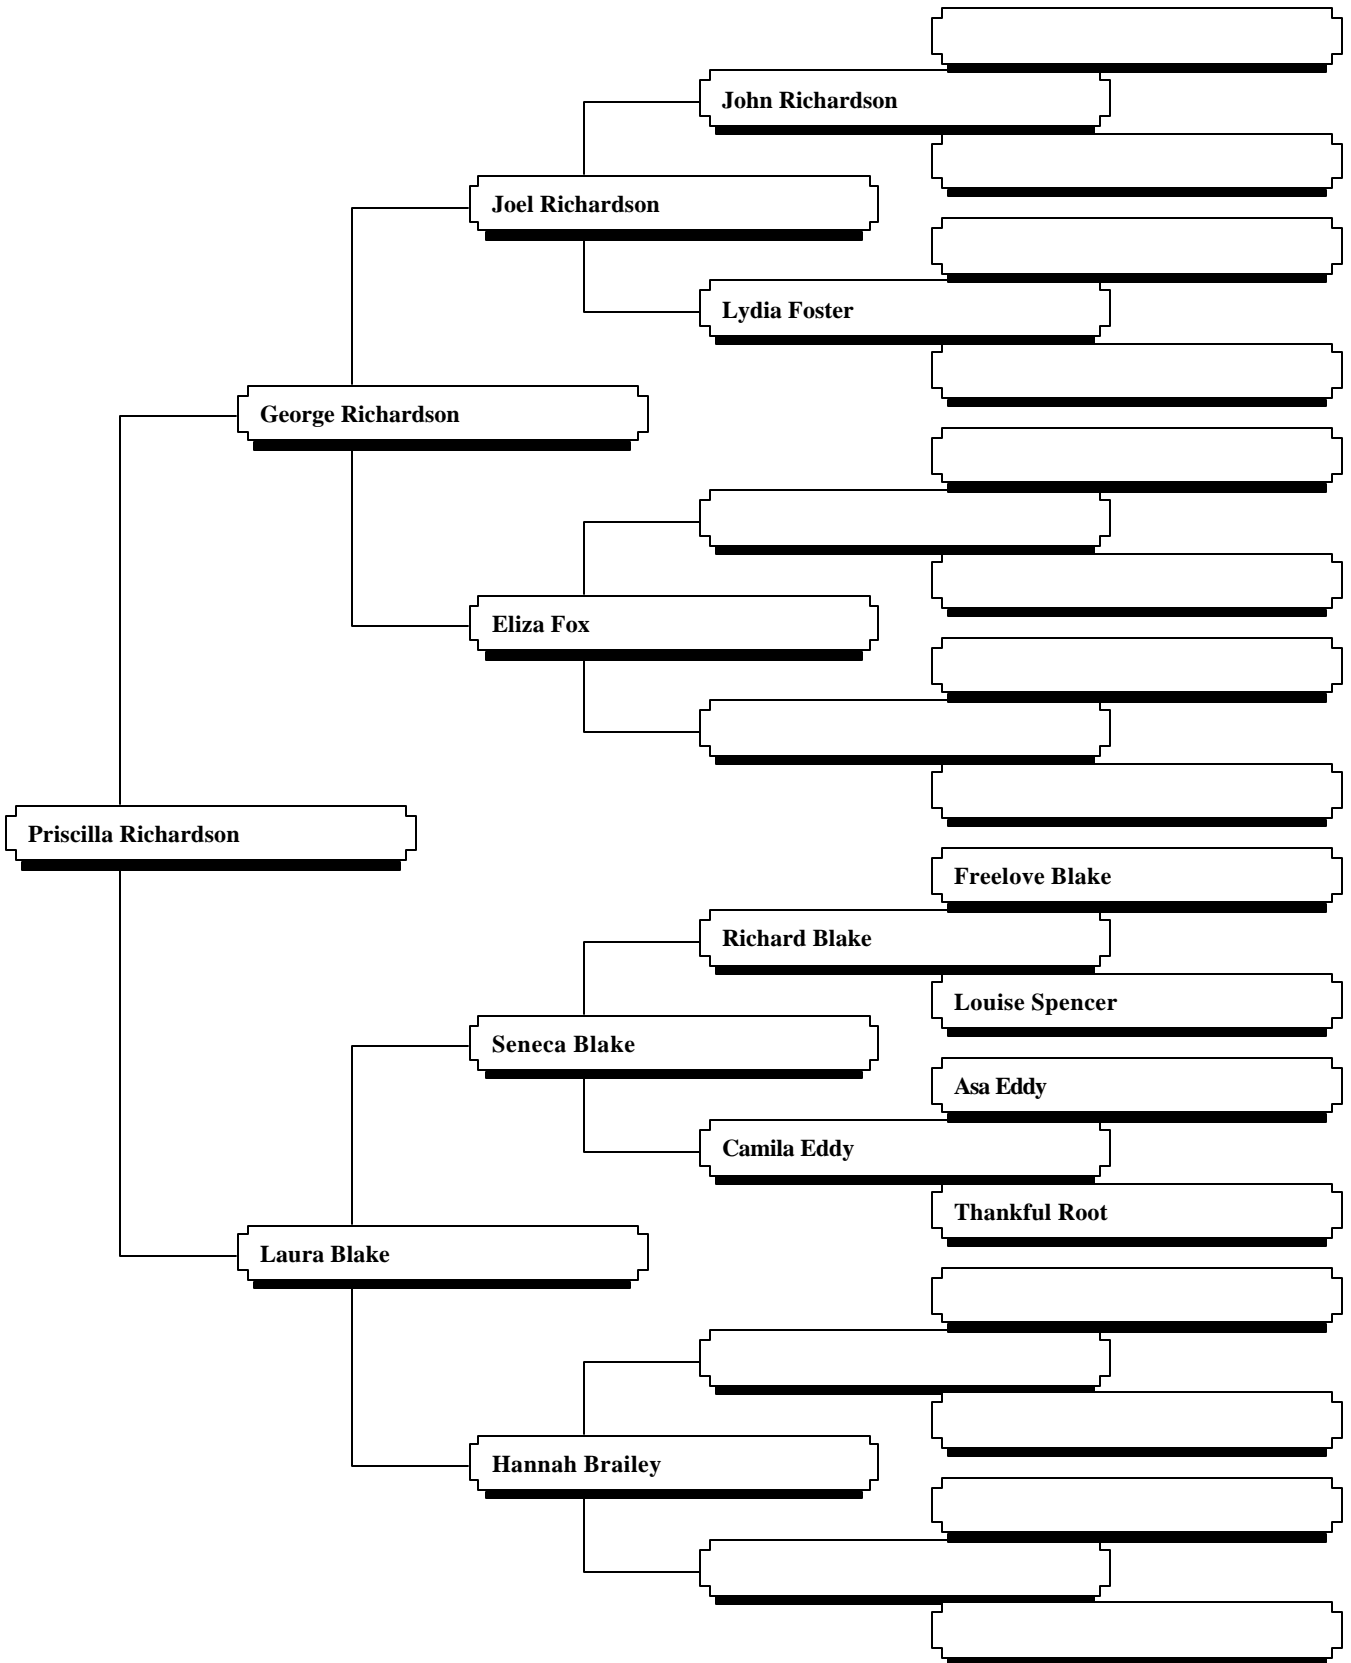 John Richardson
Joel Richardson
Lydia Foster
George Richardson
Eliza Fox
Priscilla Richardson
Freelove Blake
Richard Blake
Louise Spencer
Seneca Blake
Asa Eddy
Camila Eddy
Thankful Root
Laura Blake
Hannah Brailey